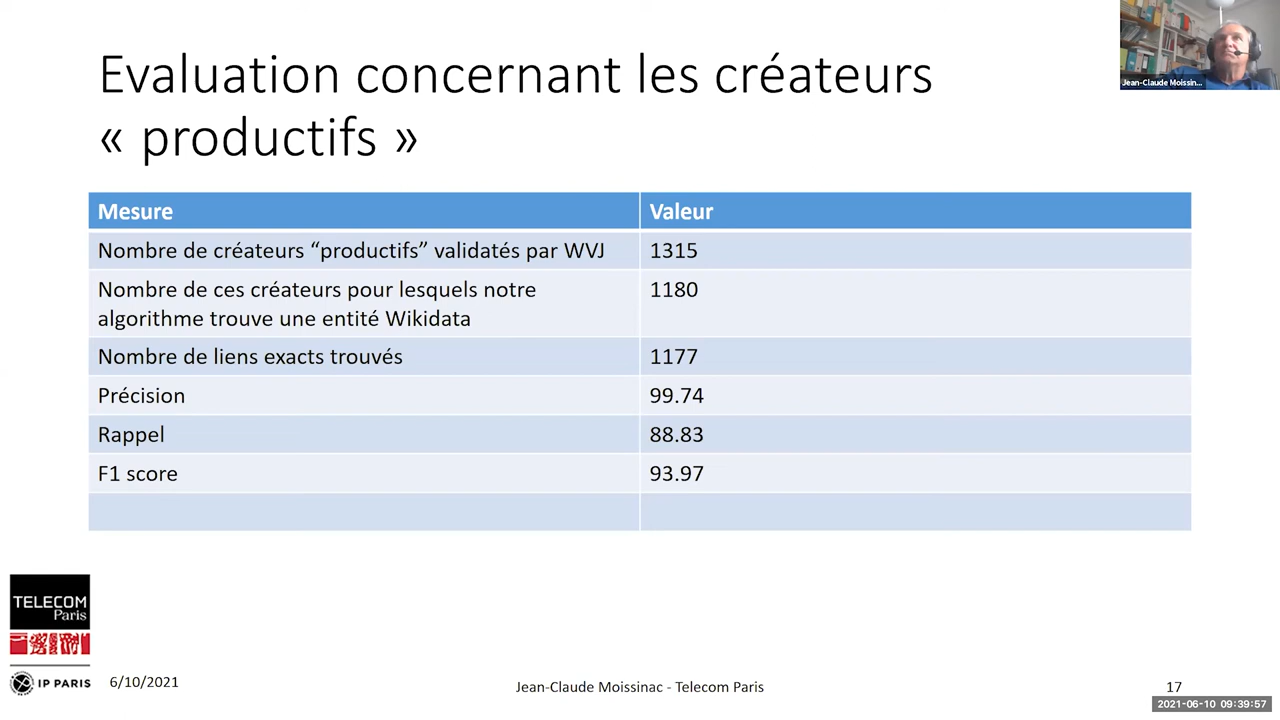 Evaluation concernant les créateurs
« productifs »
Jean-Claude Moissin...
Mesure
Valeur
Nombre de créateurs “productifs” validatés par WVJ
1315
Nombre de ces créateurs pour lesquels notre
algorithme trouve une entité Wikidata
1180
Nombre de liens exacts trouvés
1177
Précision
99.74
Rappel
88.83
F1 score
93.97
TELECOM
Paris
IP PARIS
6/10/2021
Jean-Claude Moissinac - Telecom Paris
17
2021-06-10 09:39:57